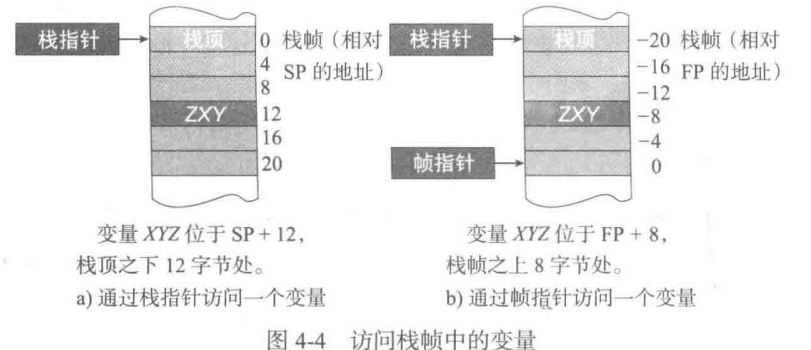 栈指针
栈顶
0
4
8
ZXY
12
16
20
栈帧（相对
SP 的地址）
栈指针
栈顶
-20
-16
-12
ZXY
-8
-4
0
栈帧（相对
FP 的地址）
帧指针
变量 XYZ 位于 SP + 12，
栈顶之下 12 字节处。
a) 通过栈指针访问一个变量
变量 XYZ 位于 FP + 8，
栈帧之上 8 字节处。
b) 通过帧指针访问一个变量
图 4-4 访问栈帧中的变量